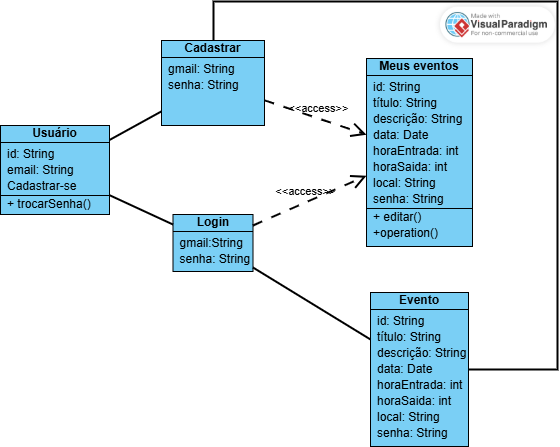 Made with
VisualParadigm
For non-commercial use
Cadastrar
gmail: String
senha: String
Meus eventos
id: String
título: String
descrição: String
data: Date
horaEntrada: int
horaSaida: int
local: String
senha: String
+ editar()
+operation()
<<access>>
Usuário
id: String
email: String
Cadastrar-se
+ trocarSenha()
<<access>>
Login
gmail:String
senha: String
Evento
id: String
título: String
descrição: String
data: Date
horaEntrada: int
horaSaida: int
local: String
senha: String